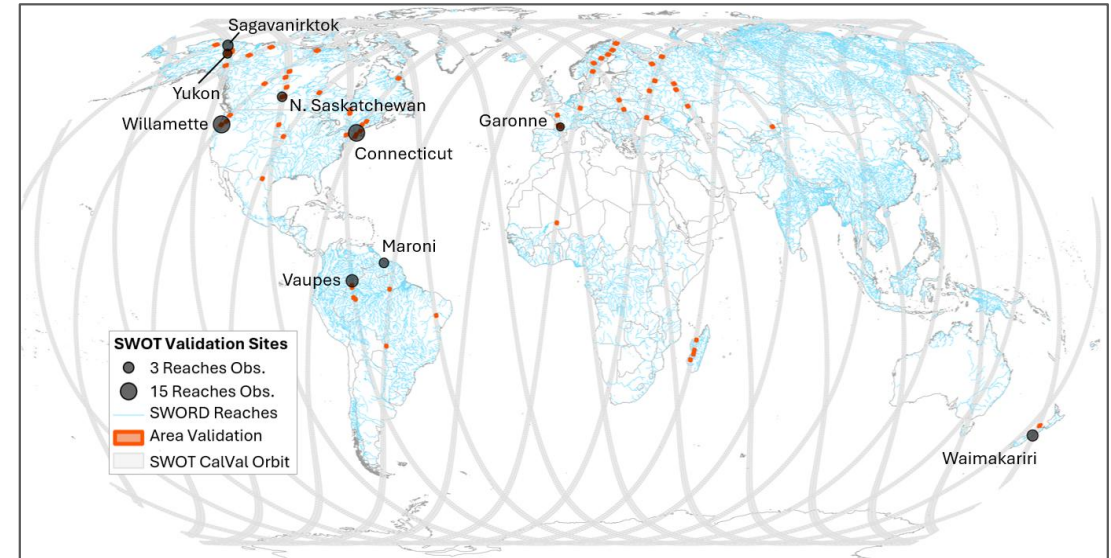 Sagavanirktok
Yukon
N. Saskatchewan
Willamette
Connecticut
Garonne
Maroni
Vaupes
SWOT Validation Sites
3 Reaches Obs.
15 Reaches Obs.
SWORD Reaches
Area Validation
SWOT CalVal Orbit
Waimakariri